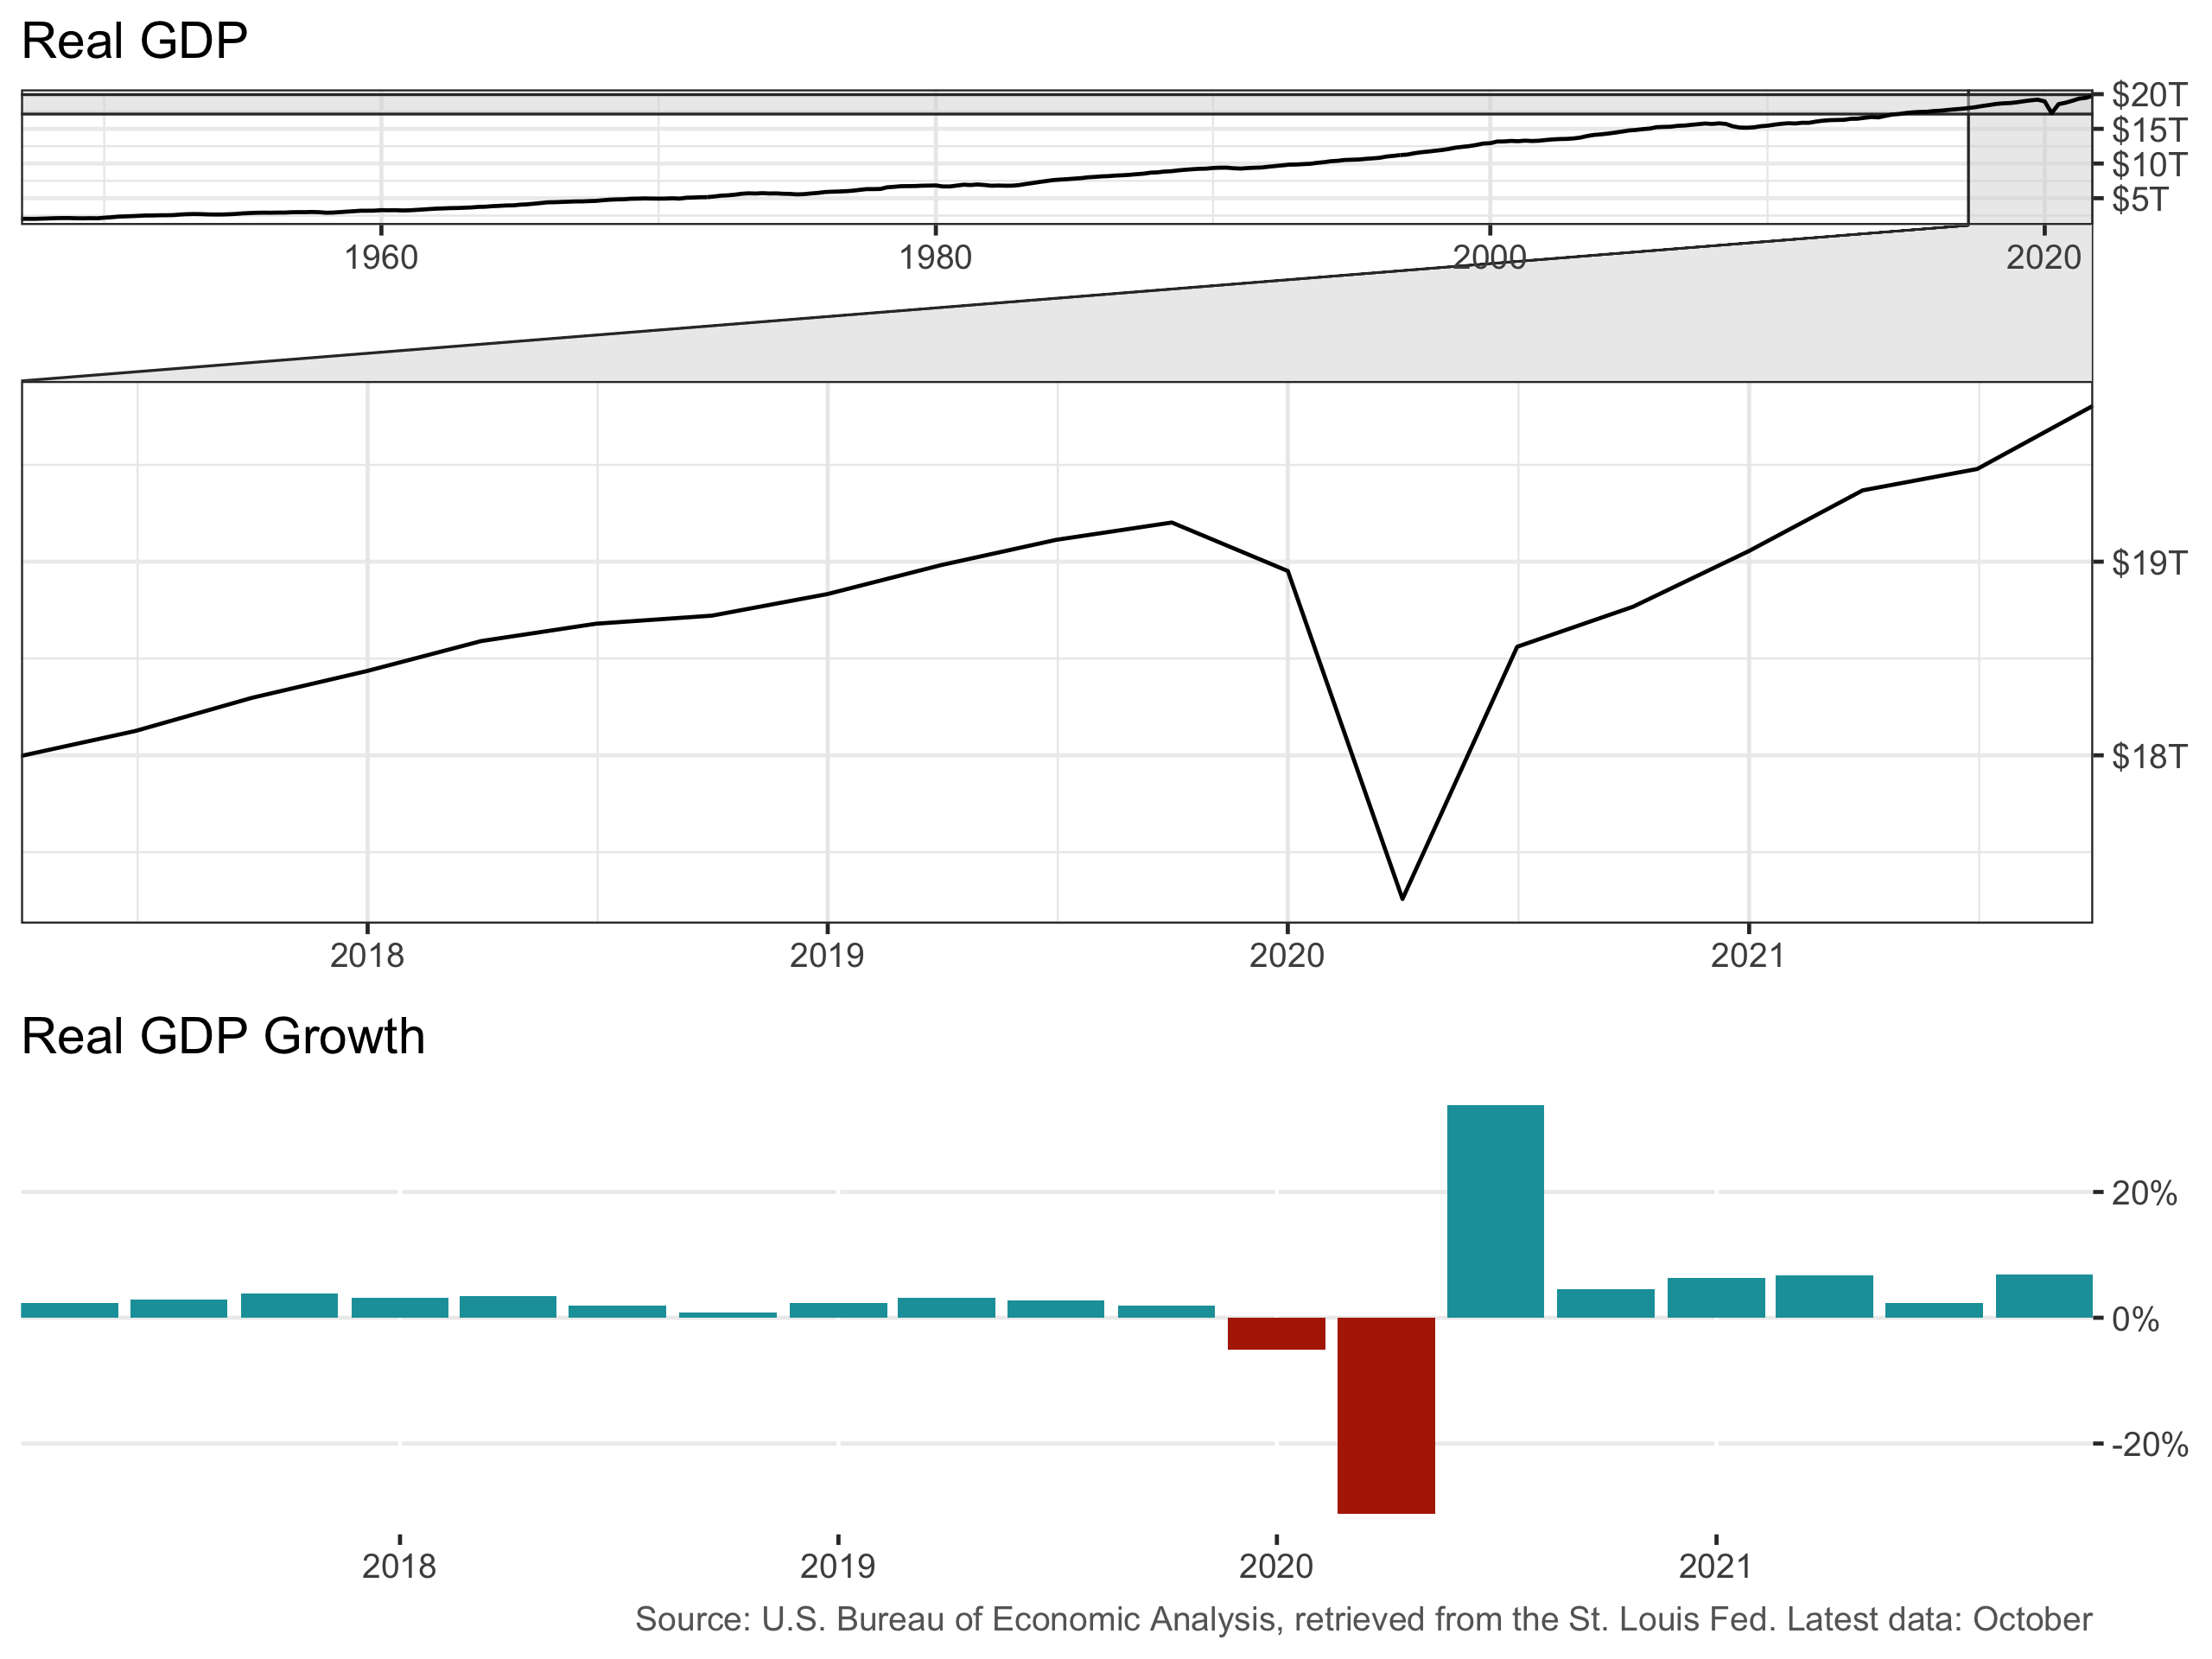 Real GDP
$20T
$15T
$10T
$5T
1960 1980 2000 2020
$19T
$18T
2018 2019 2020 2021
Real GDP Growth
20%
0%
-20%
2018 2019 2020 2021
Source: U.S. Bureau of Economic Analysis, retrieved from the St. Louis Fed. Latest data: October